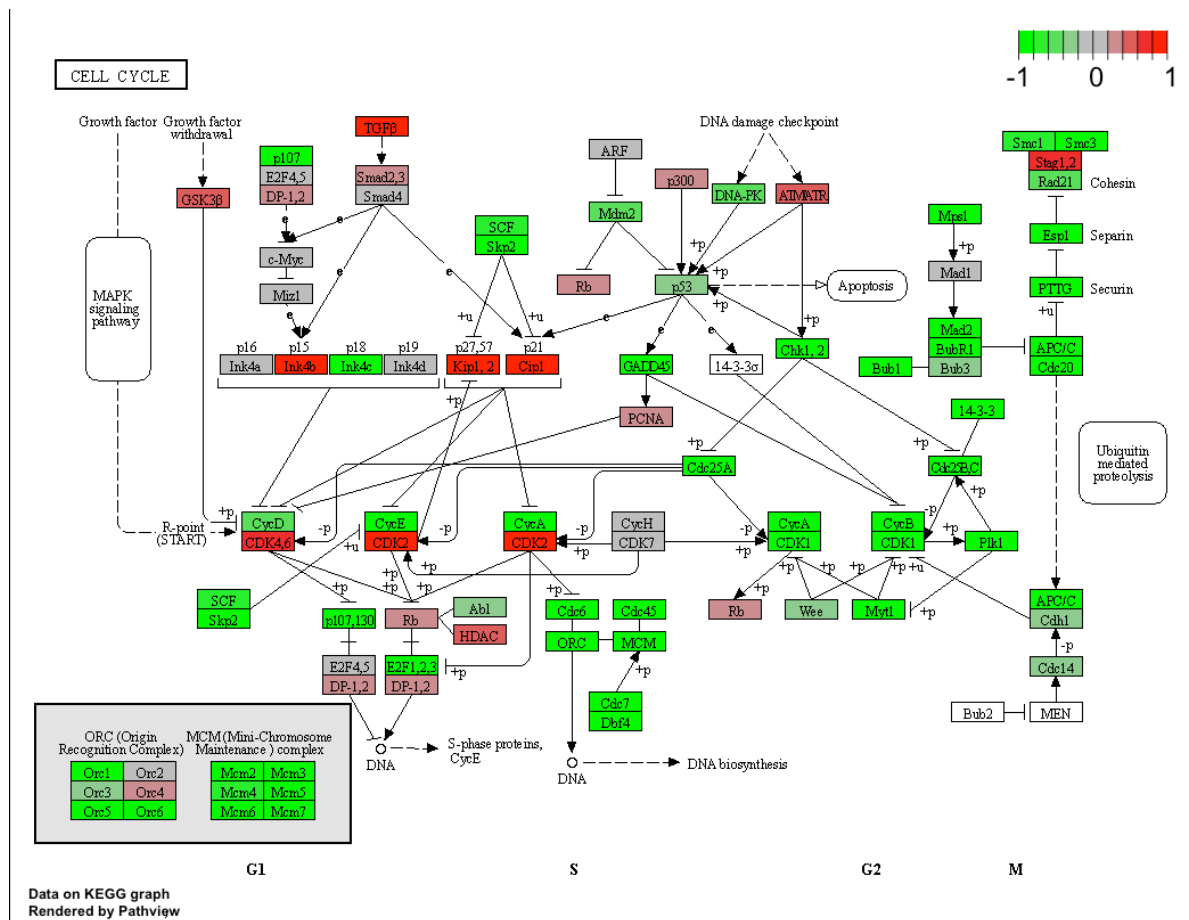 -1 0 1
CELL CYCLE
Growth factor
Growth factor
withdrawal
TGFβ
DNA damage checkpoint
p107
E2F4,5
DP-1,2
Smad2,3
Smad4
ARF
p300
DNA-PK
ATM/ATR
Smc1 Smc3
Stag1,2
Rad21
Cohesin
GSK3β
e
e
e
SCF
Skp2
Mdm2
Mps1
+p
Esp1
Separin
c-Myc
Miz1
e
e
Rb
p53
+p
+p
+p
Apoptosis
Mad1
PTTG
Securin
MAPK
signaling
pathway
+u
+u
e
e
e
+p
+u
p16
Ink4a
p15
Ink4b
p18
Ink4c
p19
Ink4d
p27,57
Kip1, 2
p21
Cip1
GADD45
14-3-3σ
Chk1, 2
Mad2
BubR1
Bub3
Bub1
APC/C
Cdc20
+p
PCNA
14-3-3
+p
+p
Cdc25A
Cdc25B,C
Ubiquitin
mediated
proteolysis
R-point
(START)
+p
CycD
CDK4,6
-p
CycE
CDK2
-p
+u
+p
CycA
CDK2
-p
+p
CycH
CDK7
-p
+p
CycA
CDK1
CycB
CDK1
-p
+p
+p
+u
Plk1
SCF
Skp2
+p
+p
+p
+p
+p
+p
+p
+p
p107,130
Rb
Abl
HDAC
Cdc6
Cdc45
ORC
MCM
Rb
Wee
Myt1
APC/C
Cdh1
-p
Cdc14
E2F4,5
DP-1,2
E2F1,2,3
DP-1,2
+p
+p
Cdc7
Dbf4
Bub2
MEN
DNA
S-phase proteins,
CycE
DNA
DNA biosynthesis
ORC (Origin
Recognition Complex)
MCM (Mini-Chromosome
Maintenance ) complex
Orc1 Orc2
Orc3 Orc4
Orc5 Orc6
Mcm2 Mcm3
Mcm4 Mcm5
Mcm6 Mcm7
G1 S G2 M
Data on KEGG graph
Rendered by Pathview